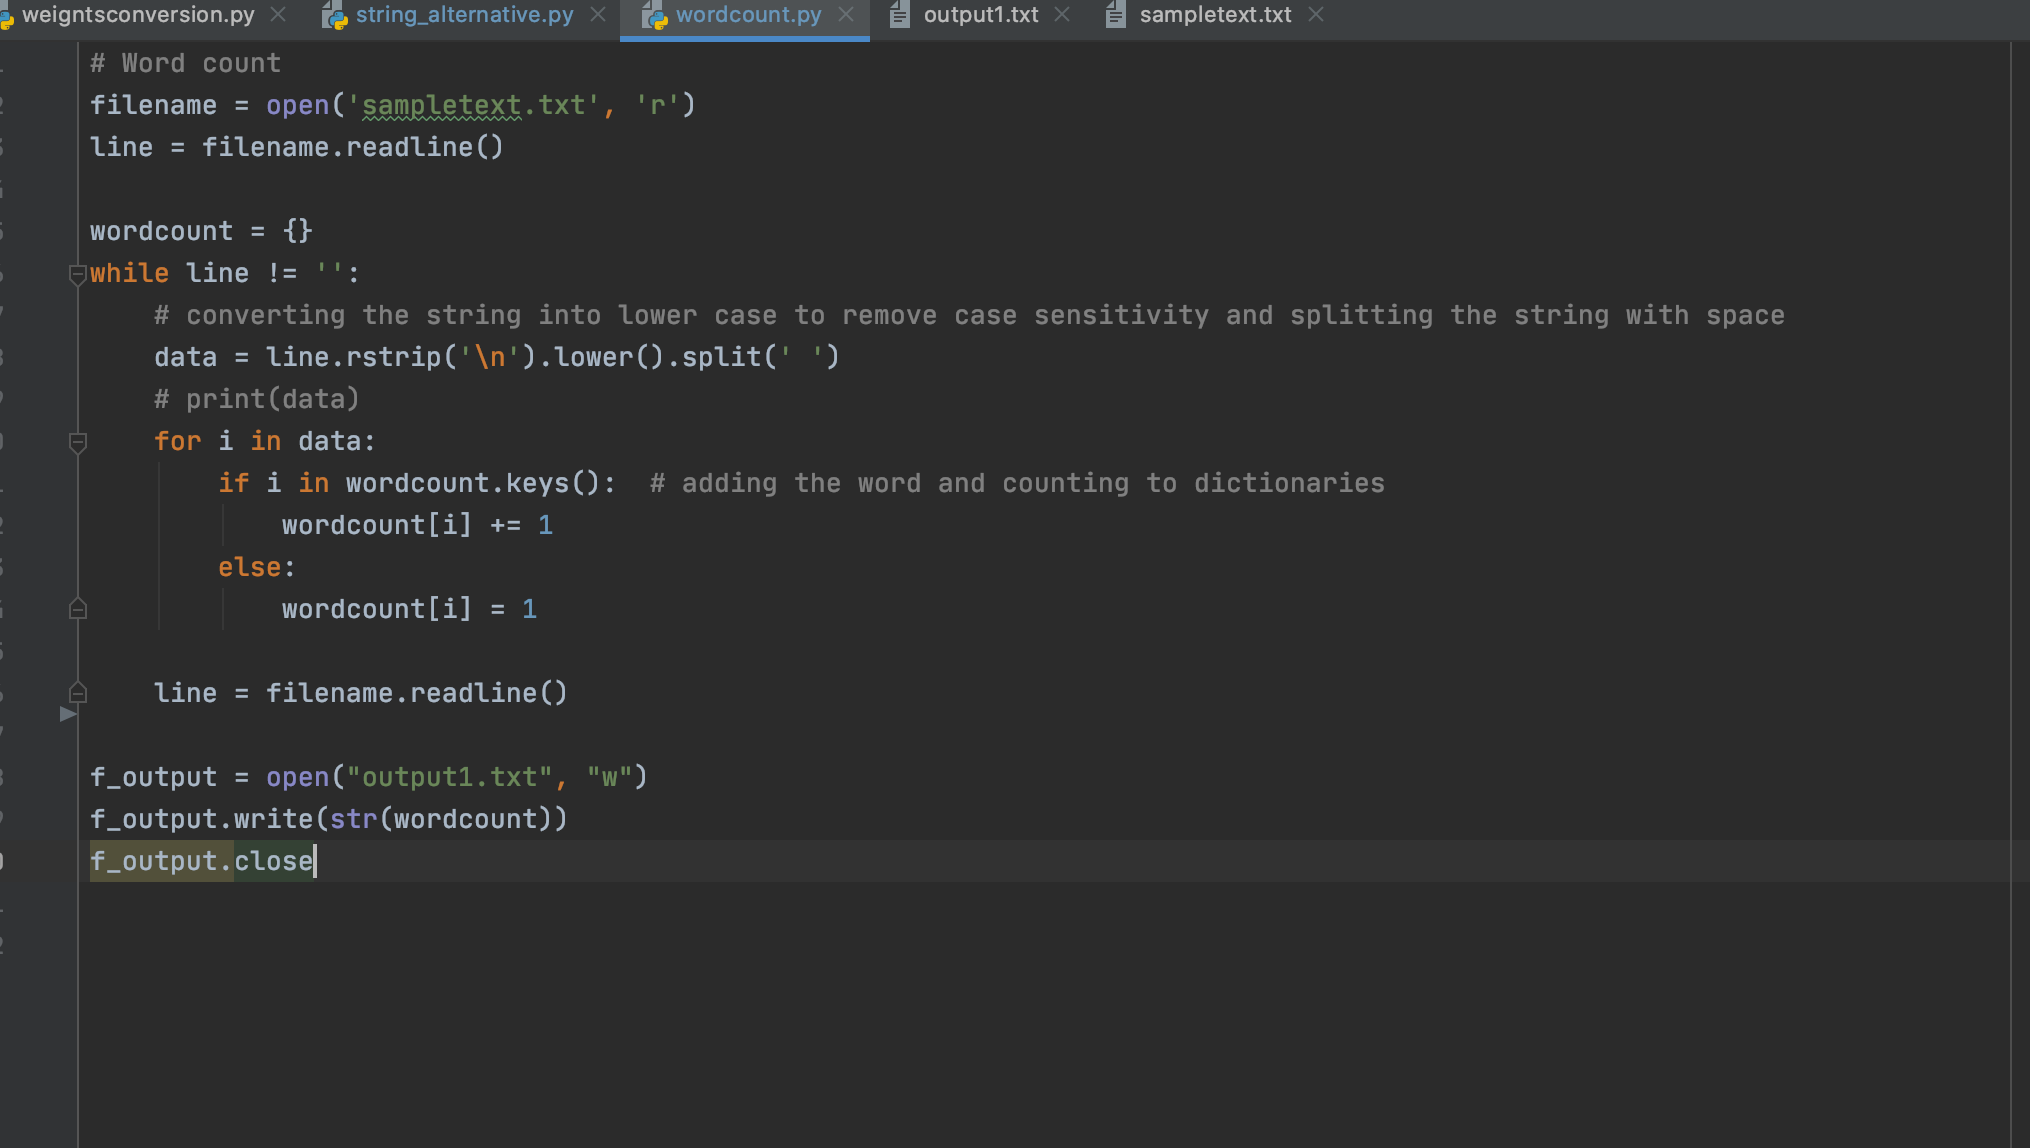 weigntsconversion.py string_alternative.py wordcount.py output1.txt sampletext.txt
# Word count
filename = open('sampletext.txt', 'r')
line = filename.readline()
wordcount = {}
while line != '':
# converting the string into lower case to remove case sensitivity and splitting the string with space
data = line.rstrip('\n').lower().split(' ')
# print(data)
for i in data:
if i in wordcount.keys():  # adding the word and counting to dictionaries
wordcount[i] += 1
else:
wordcount[i] = 1
line = filename.readline()
f_output = open("output1.txt", "w")
f_output.write(str(wordcount))
f_output.close